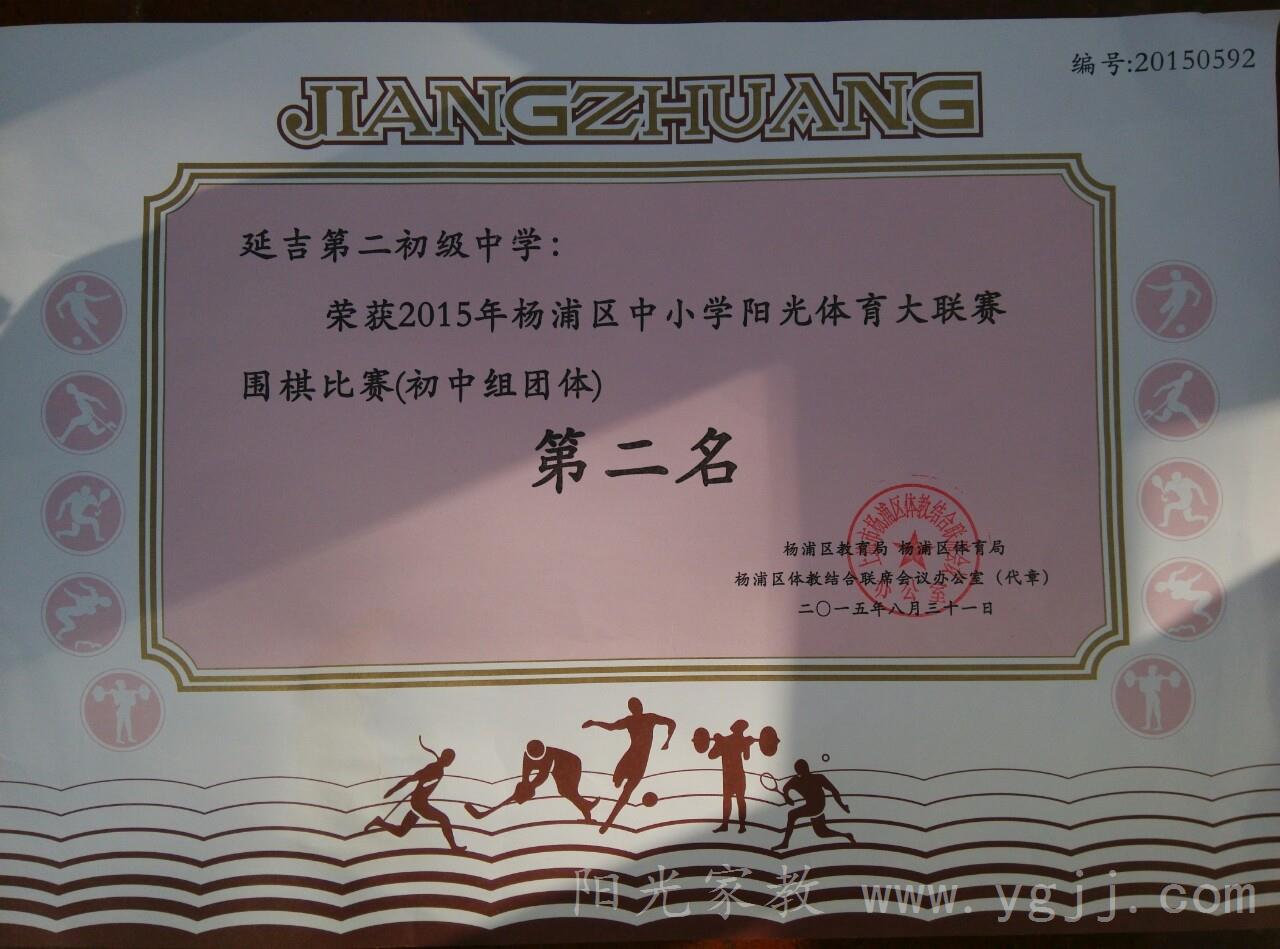 编号:20150592
JIANGZHUANG
延吉第二初级中学:
荣获2015年杨浦区中小学阳光体育大联赛
围棋比赛(初中组团体)
第二名
杨浦区教育局 杨浦区体育局
杨浦区体教结合联席会议办公室（代章）
二〇一五年八月三十一日
办公室
阳光家教 www.ygjj.com